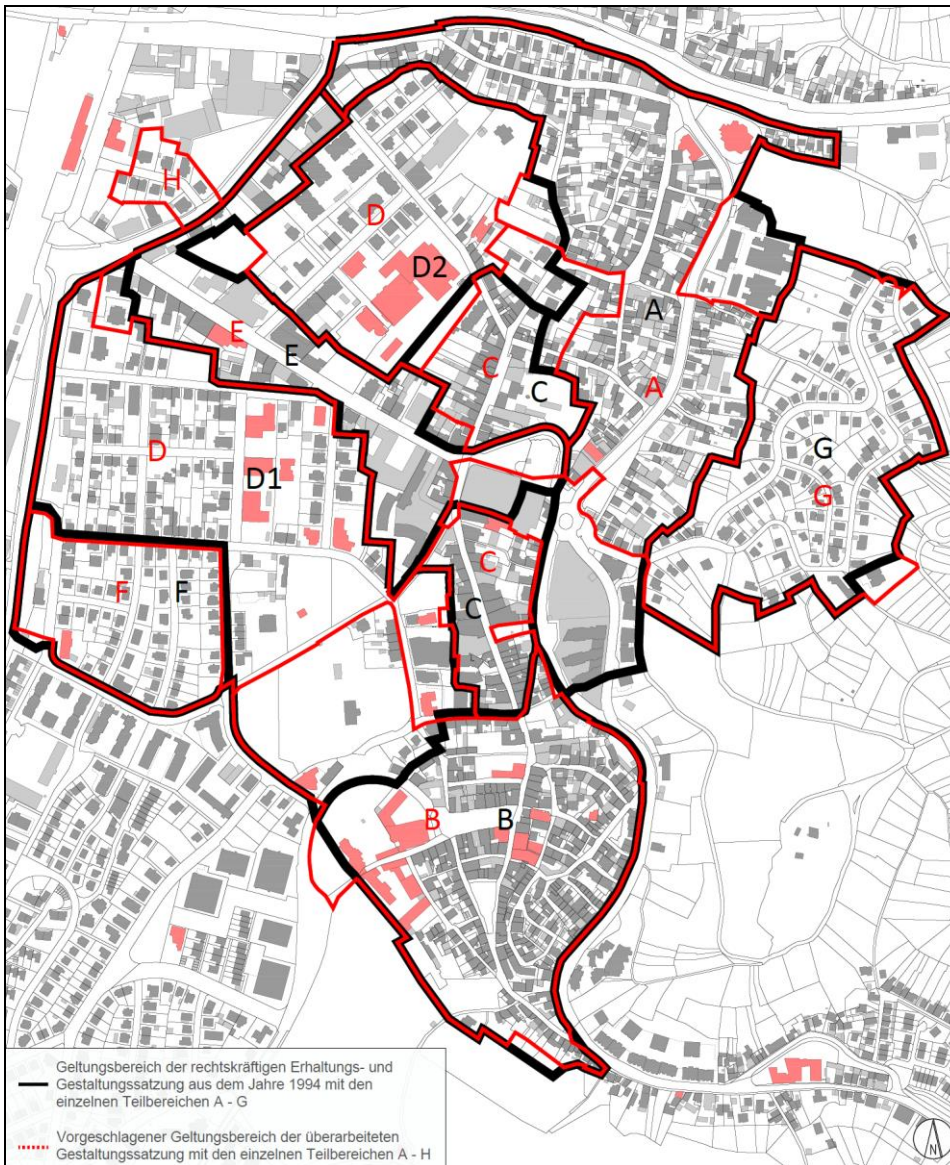 H
D
D2
A
E
E
C
C
A
G
G
D
D1
C
F
F
C
B
B
Geltungsbereich der rechtskräftigen Erhaltungs- und
Gestaltungssatzung aus dem Jahre 1994 mit den
einzelnen Teilbereichen A - G
Vorgeschlagener Geltungsbereich der überarbeiteten
Gestaltungssatzung mit den einzelnen Teilbereichen A - H
N